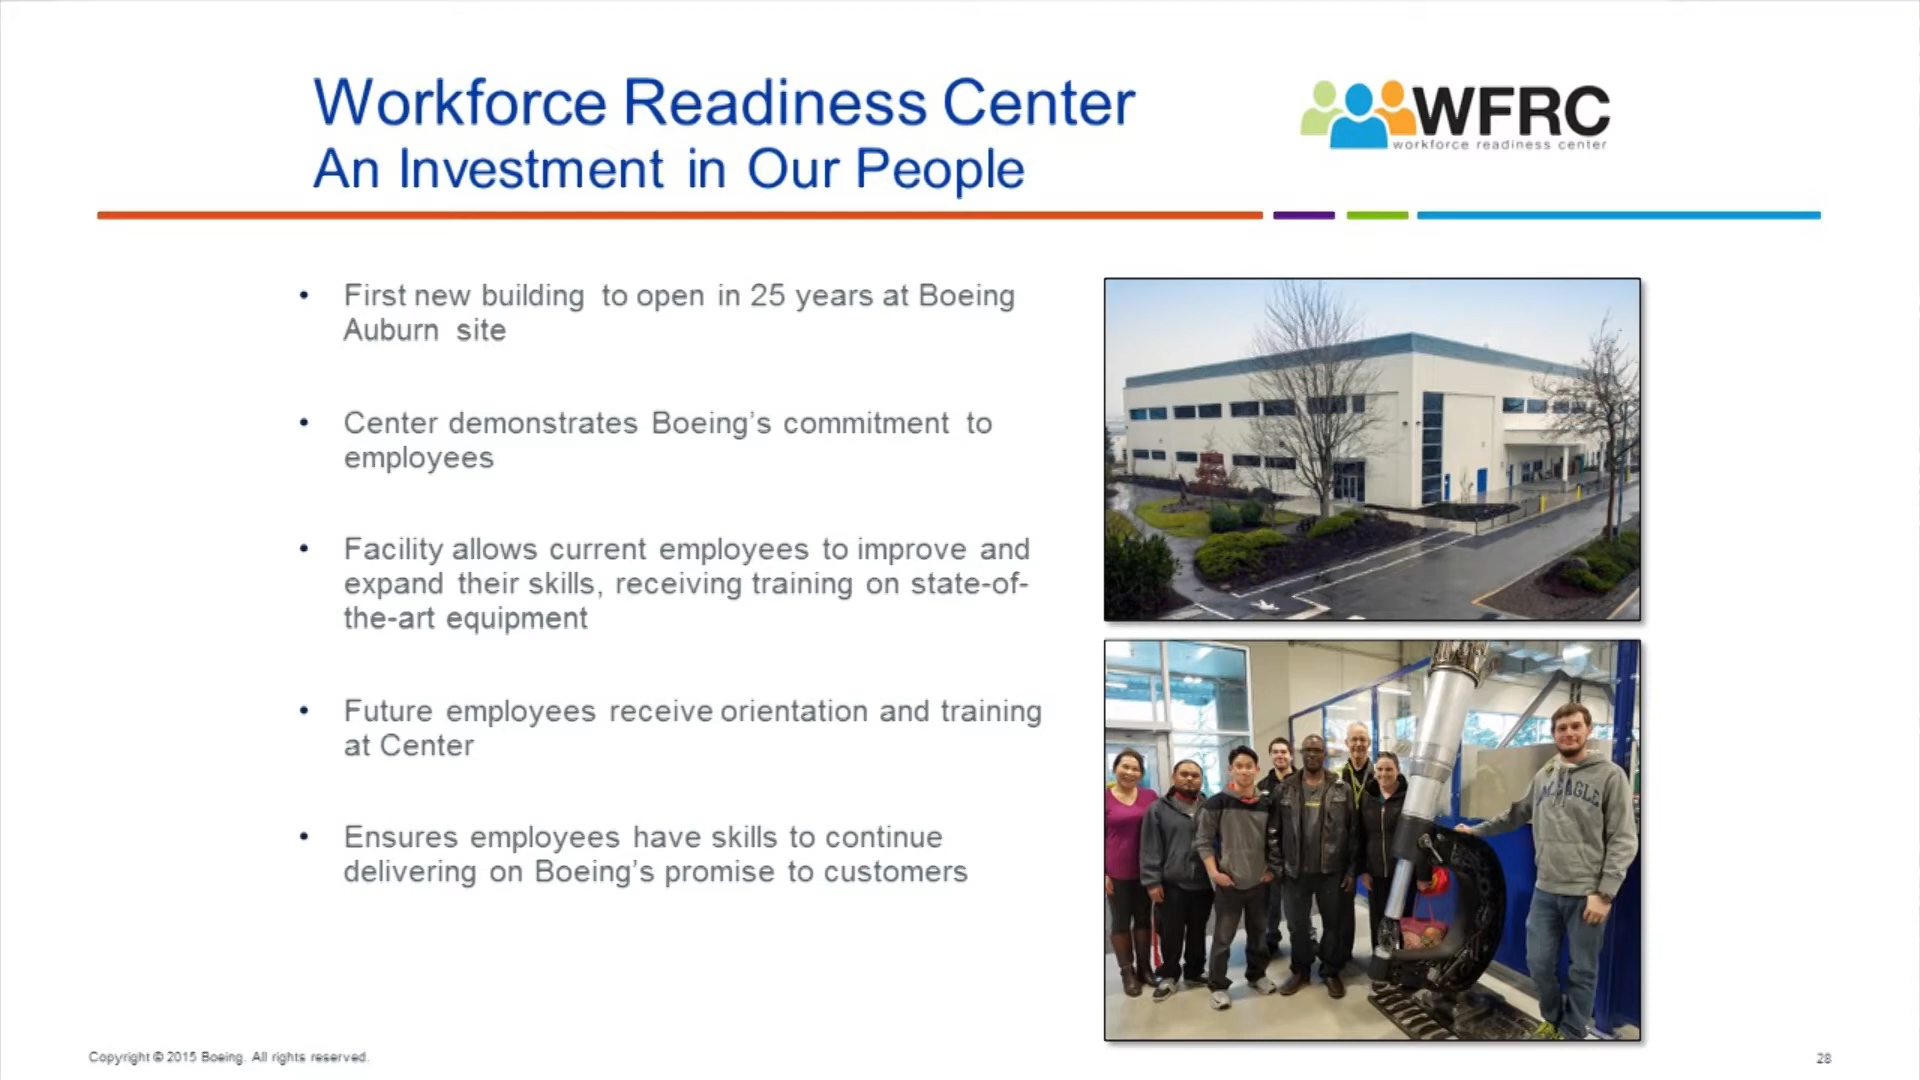 Workforce Readiness Center
An Investment in Our People
WFRC
workforce readiness center
• First new building to open in 25 years at Boeing
Auburn site
• Center demonstrates Boeing's commitment to
employees
• Facility allows current employees to improve and
expand their skills, receiving training on state-of-
the-art equipment
• Future employees receive orientation and training
at Center
• Ensures employees have skills to continue
delivering on Boeing's promise to customers
Copyright © 2015 Boeing. All rights reserved.
28